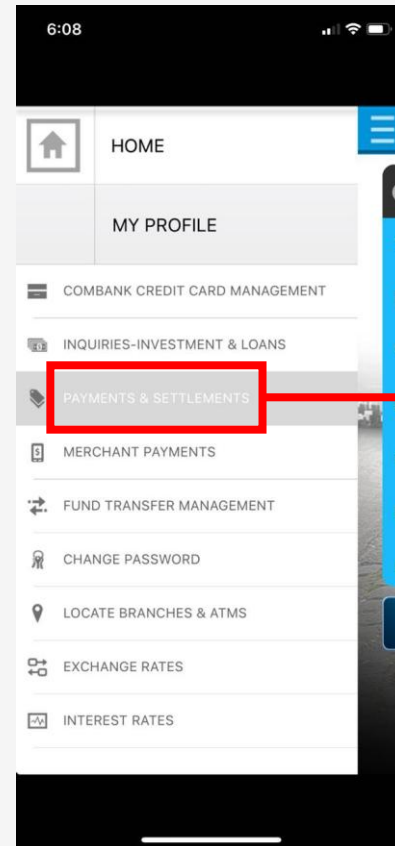 6:08
HOME
MY PROFILE
COMBANK CREDIT CARD MANAGEMENT
INQUIRIES-INVESTMENT & LOANS
PAYMENTS & SETTLEMENTS
MERCHANT PAYMENTS
FUND TRANSFER MANAGEMENT
CHANGE PASSWORD
LOCATE BRANCHES & ATMS
EXCHANGE RATES
INTEREST RATES